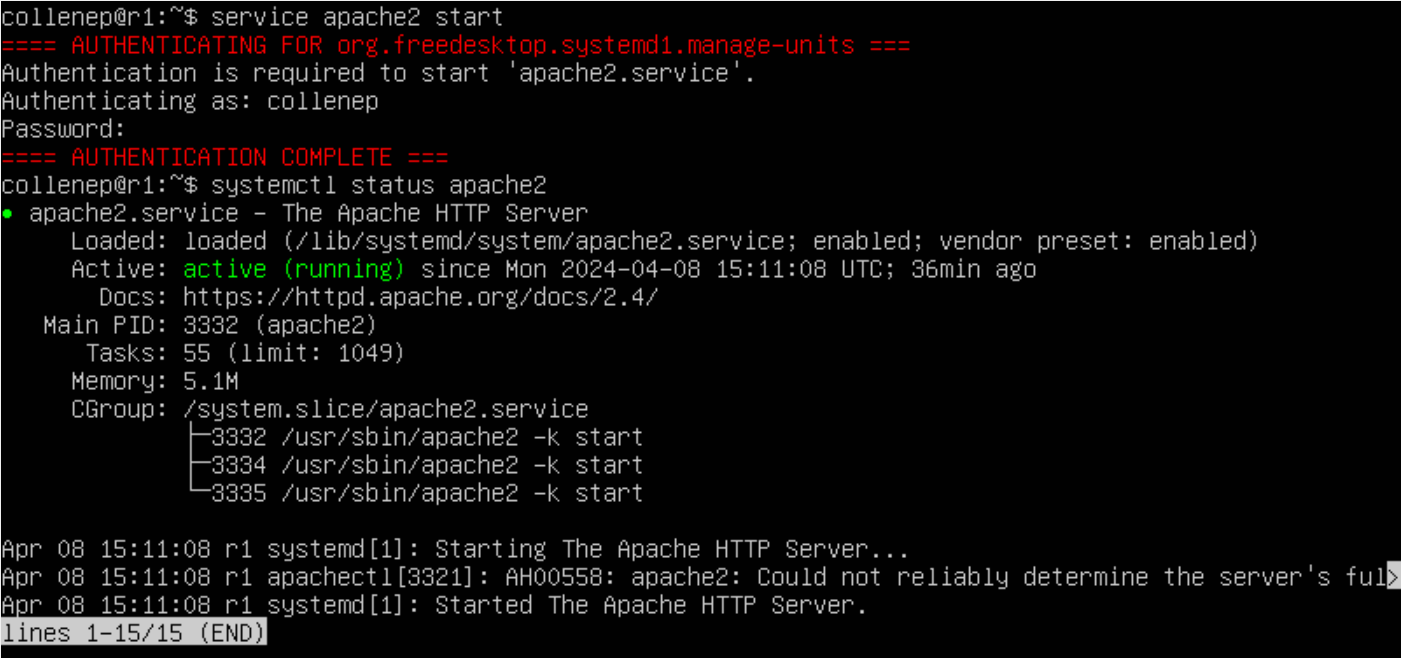 collenep@r1:~$ service apache2 start
==== AUTHENTICATING FOR org.freedesktop.systemd1.manage-units ===
Authentication is required to start 'apache2.service'.
Authenticating as: collenep
Password:
==== AUTHENTICATION COMPLETE ===
collenep@r1:~$ systemctl status apache2
● apache2.service - The Apache HTTP Server
     Loaded: loaded (/lib/systemd/system/apache2.service; enabled; vendor preset: enabled)
     Active: active (running) since Mon 2024-04-08 15:11:08 UTC; 36min ago
       Docs: https://httpd.apache.org/docs/2.4/
   Main PID: 3332 (apache2)
      Tasks: 55 (limit: 1049)
     Memory: 5.1M
     CGroup: /system.slice/apache2.service
             ├─3332 /usr/sbin/apache2 -k start
             ├─3334 /usr/sbin/apache2 -k start
             └─3335 /usr/sbin/apache2 -k start

Apr 08 15:11:08 r1 systemd[1]: Starting The Apache HTTP Server...
Apr 08 15:11:08 r1 apachectl[3321]: AH00558: apache2: Could not reliably determine the server's ful>
Apr 08 15:11:08 r1 systemd[1]: Started The Apache HTTP Server.
lines 1-15/15 (END)